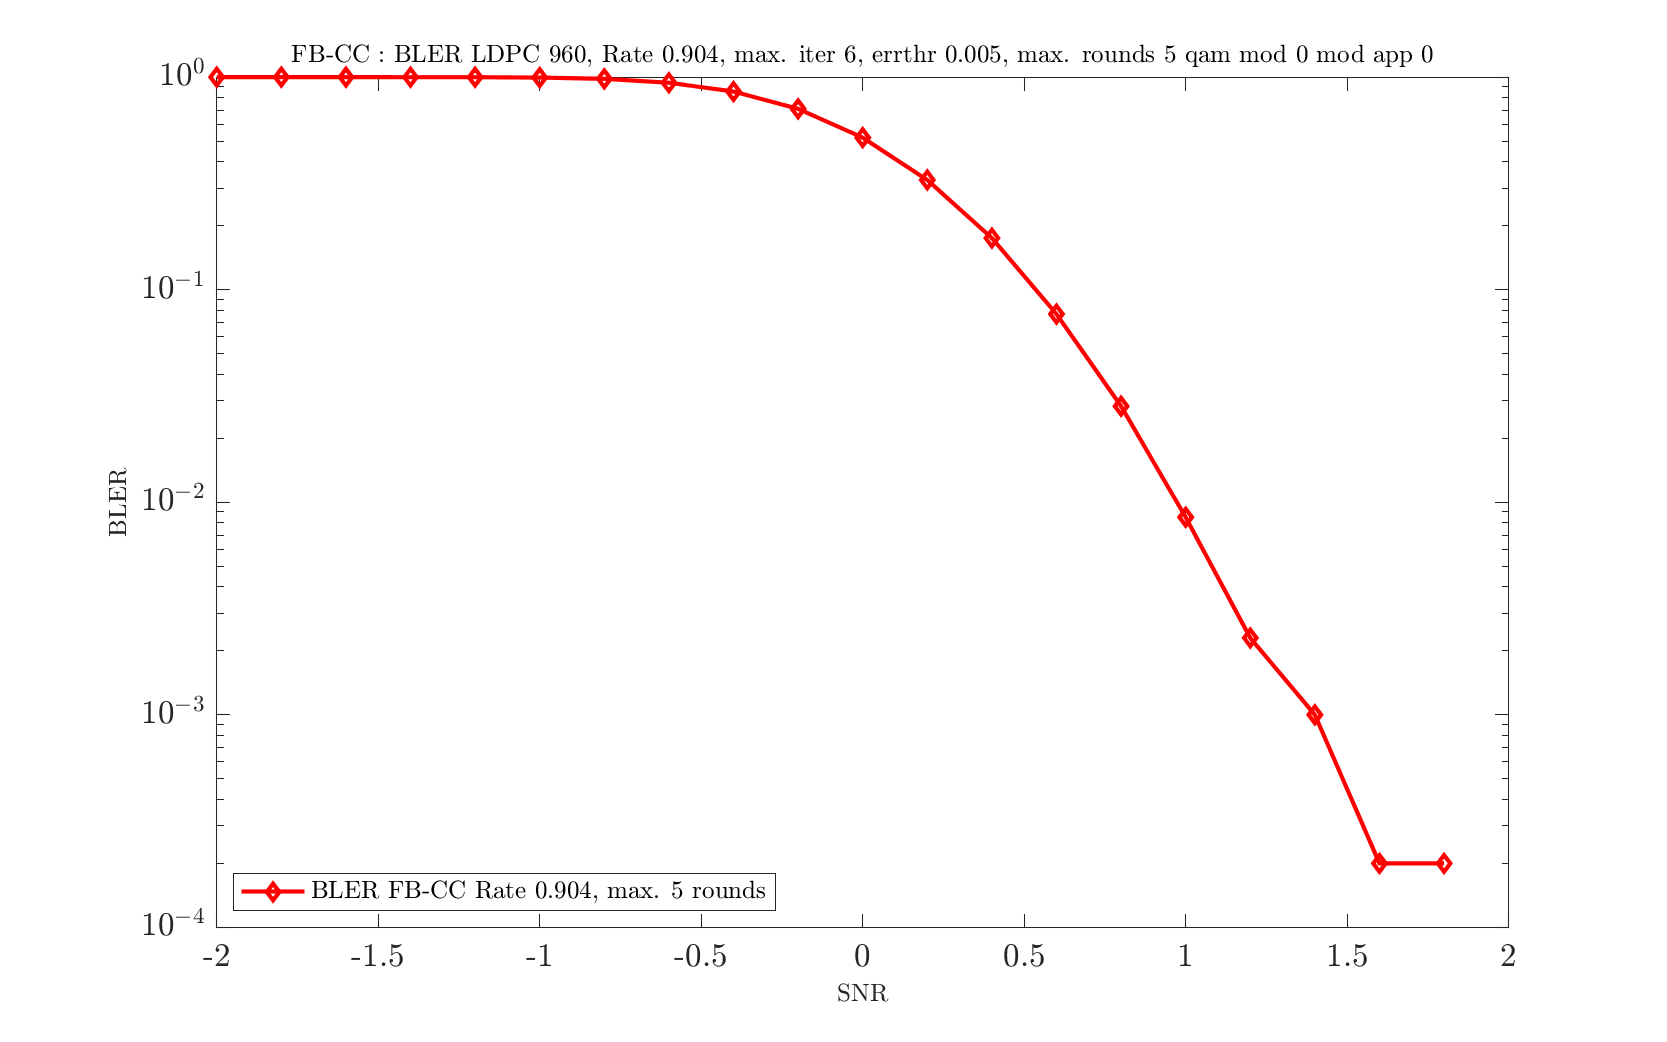 FB-CC : BLER LDPC 960, Rate 0.904, max. iter 6, errthr 0.005, max. rounds 5 qam mod 0 mod app 0
10^0
10^{-1}
10^{-2}
10^{-3}
10^{-4}
BLER
BLER FB-CC Rate 0.904, max. 5 rounds
-2 -1.5 -1 -0.5 0 0.5 1 1.5 2
SNR